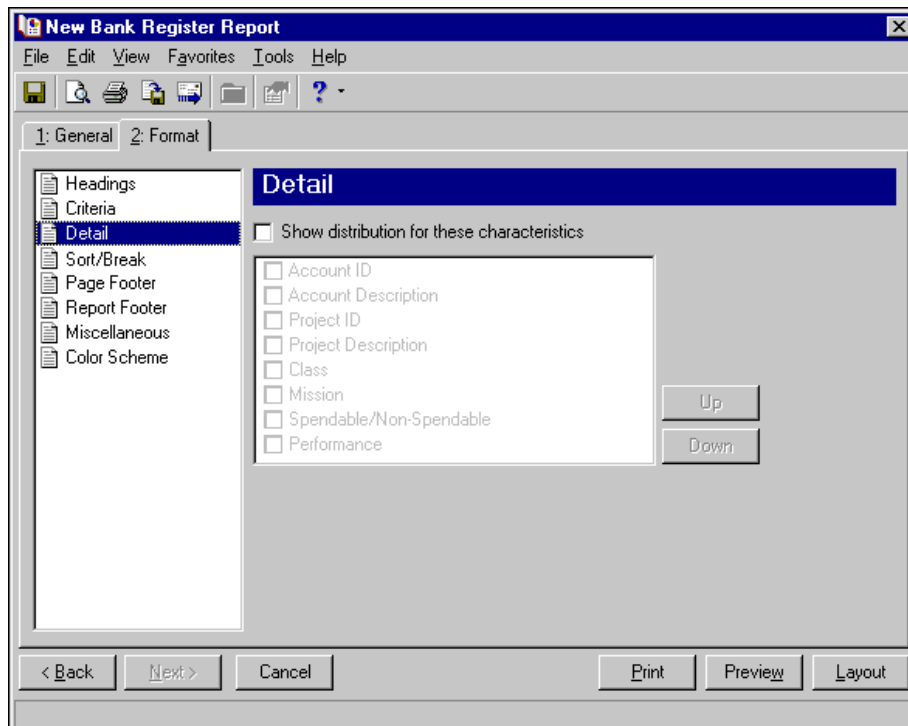 New Bank Register Report
File Edit View Favorites Tools Help
1: General 2: Format
Headings
Criteria
Detail
Sort/Break
Page Footer
Report Footer
Miscellaneous
Color Scheme
Detail
Show distribution for these characteristics
Account ID
Account Description
Project ID
Project Description
Class
Mission
Spendable/Non-Spendable
Performance
Up
Down
< Back Next > Cancel Print Preview Layout